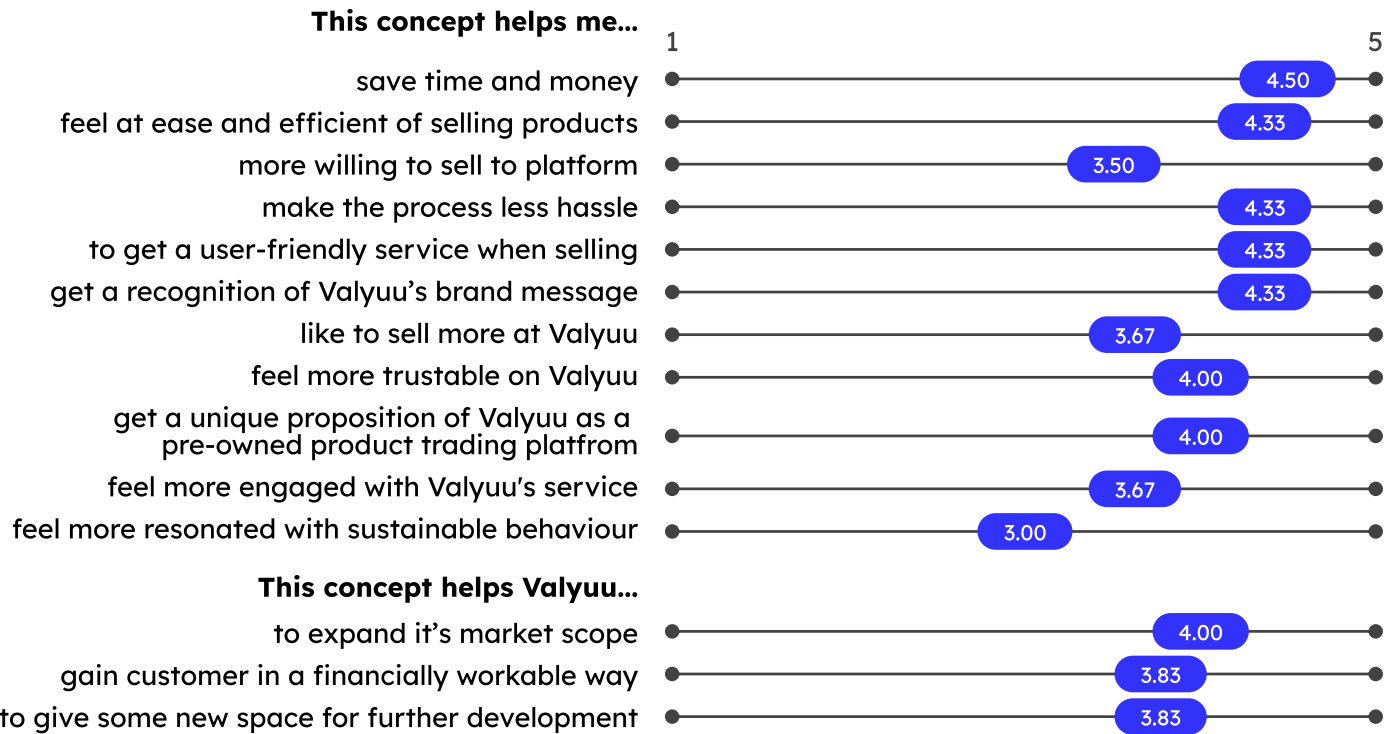 This concept helps me...
1 5
save time and money 4.50
feel at ease and efficient of selling products 4.33
more willing to sell to platform 3.50
make the process less hassle 4.33
to get a user-friendly service when selling 4.33
get a recognition of Valyuu’s brand message 4.33
like to sell more at Valyuu 3.67
feel more trustable on Valyuu 4.00
get a unique proposition of Valyuu as a
pre-owned product trading platfrom 4.00
feel more engaged with Valyuu's service 3.67
feel more resonated with sustainable behaviour 3.00
This concept helps Valyuu...
to expand it’s market scope 4.00
gain customer in a financially workable way 3.83
to give some new space for further development 3.83